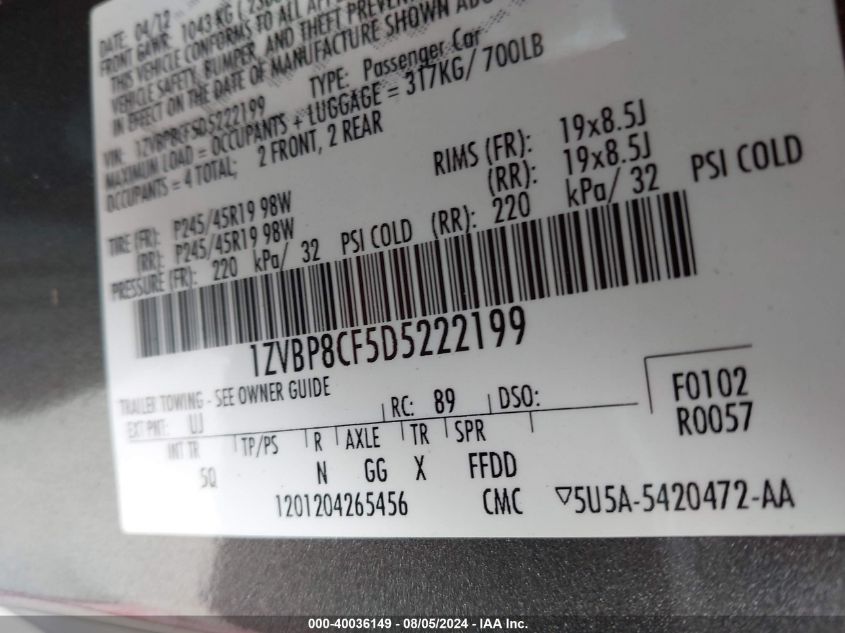 DATE: 04/12
FRONT GAWR: 1043 KG
THIS VEHICLE CONFORMS TO ALL
VEHICLE SAFETY, BUMPER, AND THEFT
IN EFFECT ON THE DATE OF MANUFACTURE SHOWN
VIN: 1ZVBP8CF5D5222199 TYPE: Passenger Car
MAXIMUM LOAD = OCCUPANTS + LUGGAGE = 317KG/ 700LB
OCCUPANTS = 4 TOTAL; 2 FRONT, 2 REAR
TIRE (FR): P245/45R19 98W RIMS (FR): 19x8.5J
(RR): P245/45R19 98W (RR): 19x8.5J
PRESSURE (FR): 220 kPa/ 32 PSI COLD (RR): 220 kPa/ 32 PSI COLD
1ZVBP8CF5D5222199
TRAILER TOWING - SEE OWNER GUIDE
F0102
EXT PNT: UJ RC: 89 DSO:
R0057
INT TR TP/PS R AXLE TR SPR
5Q N GG X FFDD
1201204265456 CMC ▽5U5A-5420472-AA
000-40036149 - 08/05/2024 - IAA Inc.